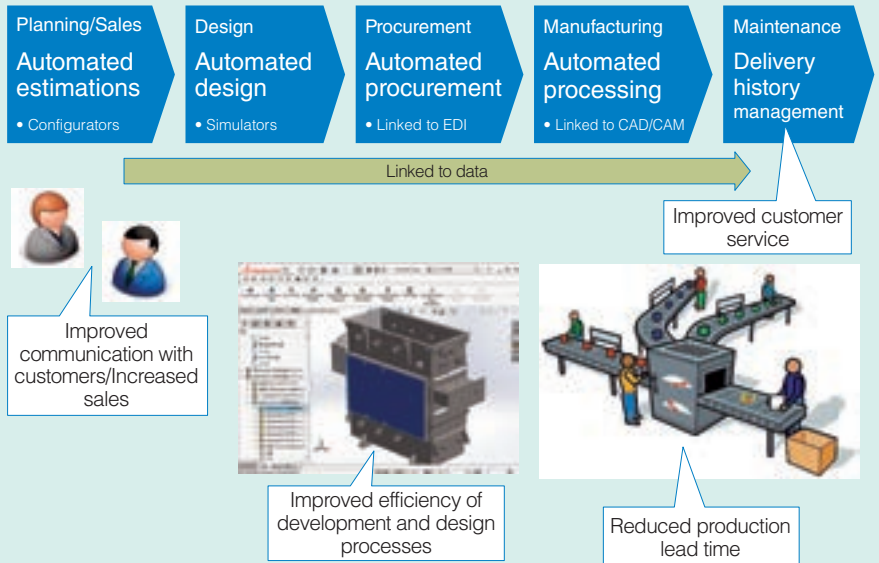 Planning/Sales
Automated
estimations
• Configurators
Design
Automated
design
• Simulators
Procurement
Automated
procurement
• Linked to EDI
Manufacturing
Automated
processing
• Linked to CAD/CAM
Maintenance
Delivery
history
management
Linked to data
Improved customer
service
Improved
communication with
customers/Increased
sales
Improved efficiency of
development and design
processes
Reduced production
lead time